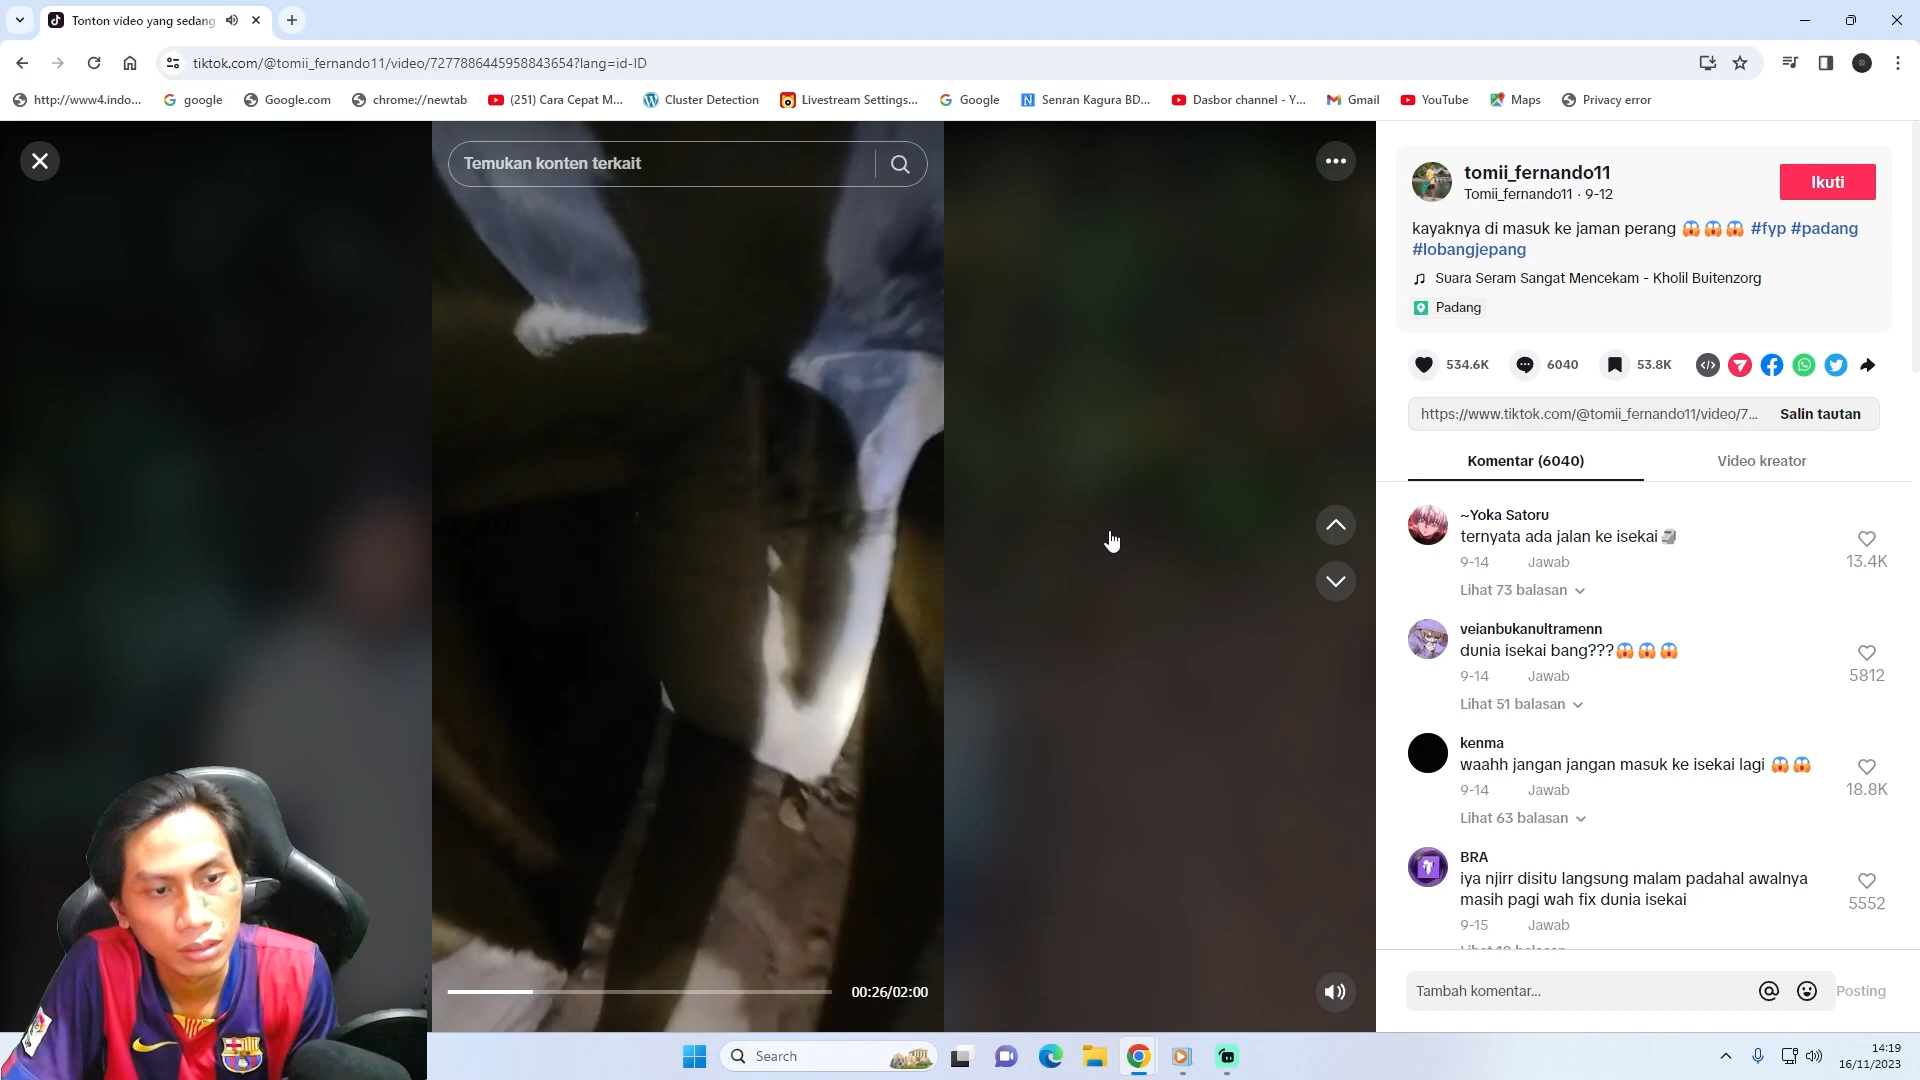 Tonton video yang sedang
tiktok.com/@tomii_fernando11/video/7277886445958843654?lang=id-ID
http://www4.indo...
google
Google.com
chrome://newtab
(251) Cara Cepat M...
Cluster Detection
Livestream Settings...
Google
Senran Kagura BD...
Dasbor channel - Y...
Gmail
YouTube
Maps
Privacy error
Temukan konten terkait
00:26/02:00
tomii_fernando11
Tomii_fernando11 · 9-12
Ikuti
kayaknya di masuk ke jaman perang 😱😱😱 #fyp #padang
#lobangjepang
Suara Seram Sangat Mencekam - Kholil Buitenzorg
Padang
534.6K
6040
53.8K
https://www.tiktok.com/@tomii_fernando11/video/7...
Salin tautan
Komentar (6040)
Video kreator
~Yoka Satoru
ternyata ada jalan ke isekai🗿
9-14 Jawab
13.4K
Lihat 73 balasan
veianbukanultramenn
dunia isekai bang???😱😱😱
9-14 Jawab
5812
Lihat 51 balasan
kenma
waahh jangan jangan masuk ke isekai lagi 😱😱
9-14 Jawab
18.8K
Lihat 63 balasan
BRA
iya njirr disitu langsung malam padahal awalnya
masih pagi wah fix dunia isekai
5552
9-15 Jawab
Tambah komentar...
Posting
Search
14:19
16/11/2023